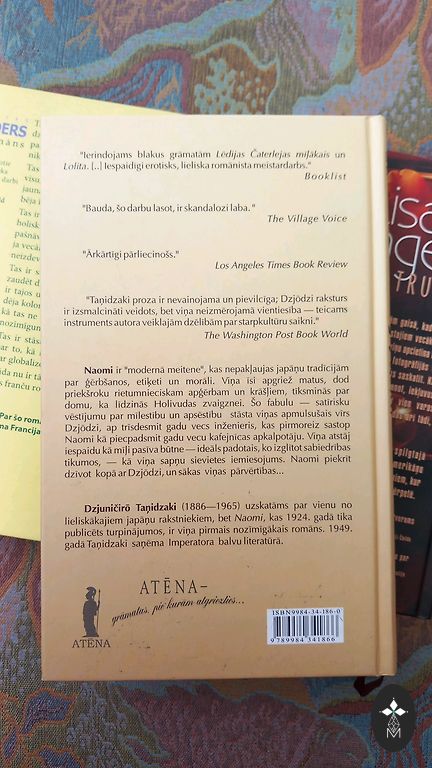 "Ierindojams blakus grāmatām Lēdijas Čaterlejas mīļākais un
Lolita. [..] Iespaidīgi erotisks, lieliska romānista meistardarbs."
Booklist
"Bauda, šo darbu lasot, ir skandalozi laba."
The Village Voice
"Ārkārtīgi pārliecinošs."
Los Angeles Times Book Review
"Taņidzaki proza ir nevainojama un pievilcīga; Dzjōdzi raksturs
ir izsmalcināti veidots, bet viņa neizmērojamā vientiesība — teicams
instruments autora veiklajām dzēlībām par starpkultūru saikni."
The Washington Post Book World
Naomi ir "modernā meitene", kas nepakļaujas japāņu tradīcijām
par ģērbšanos, etiķeti un morāli. Viņa īsi apgriež matus, dod
priekšroku rietumnieciskam apģērbam un krāšņiem, tīksminās par
domu, ka līdzinās Holivudas zvaigznei. Šo fabulu — satīrisku
vēstījumu par mīlestību un apsēstību stāsta viņas apmulsušais vīrs
Dzjōdzi, ap trīsdesmit gadu vecs inženieris, kas pirmoreiz sastop
Naomi kā piecpadsmit gadu vecu kafejnīcas apkalpotāju. Viņa atstāj
iespaidu kā mīļi pasīva būtne — ideāls padotais, ko izglītot sabiedrības
tikumos, — kā viņa sapņu sievietes iemiesojums. Naomi piekrīt
dzīvot kopā ar Dzjōdzi, un sākas viņas pārvērtības...
Dzjuničirō Taņidzaki (1886—1965) uzskatāms par vienu no
lieliskākajiem japāņu rakstniekiem, bet Naomi, kas 1924. gadā tika
publicēts turpinājumos, ir viņa pirmais nozīmīgākais romāns. 1949.
gadā Taņidzaki saņēma Imperatora balvu literatūrā.
ATĒNA–
grāmatas, pie kurām atgriezties...
ATĒNA
ISBN9984-34-186-0
9789984341866
DERS
TRU
M